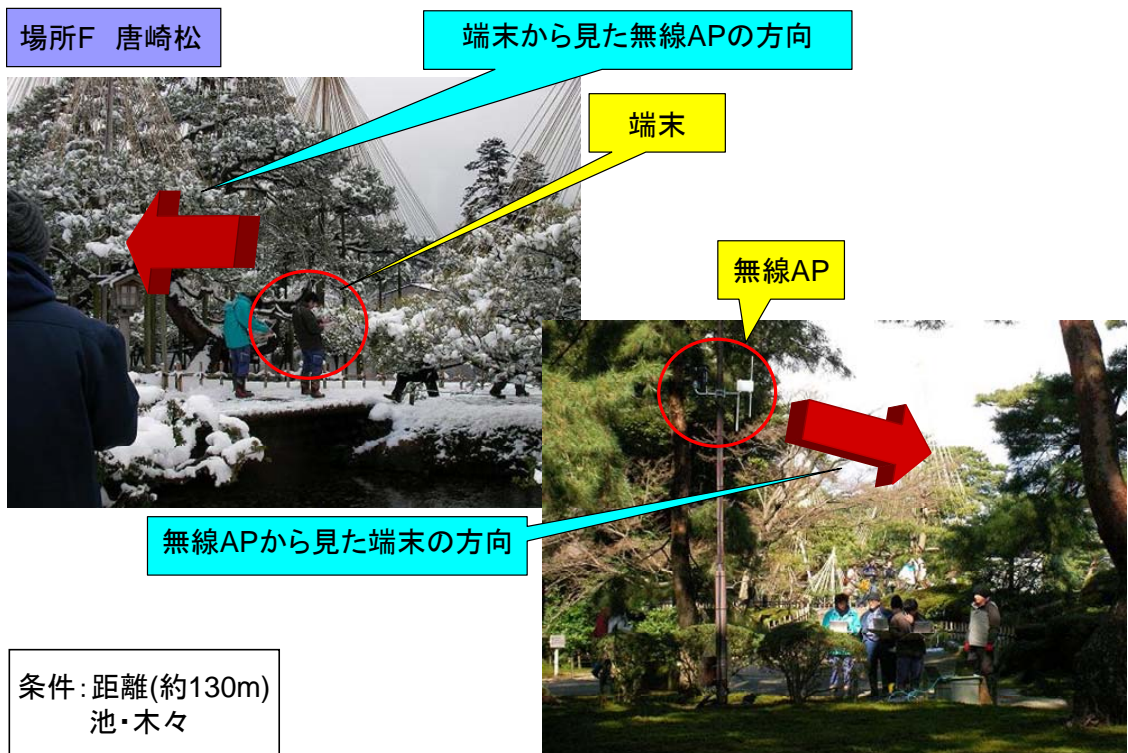 場所F 唐崎松
端末から見た無線APの方向
端末
無線AP
無線APから見た端末の方向
条件:距離(約130m)
池・木々